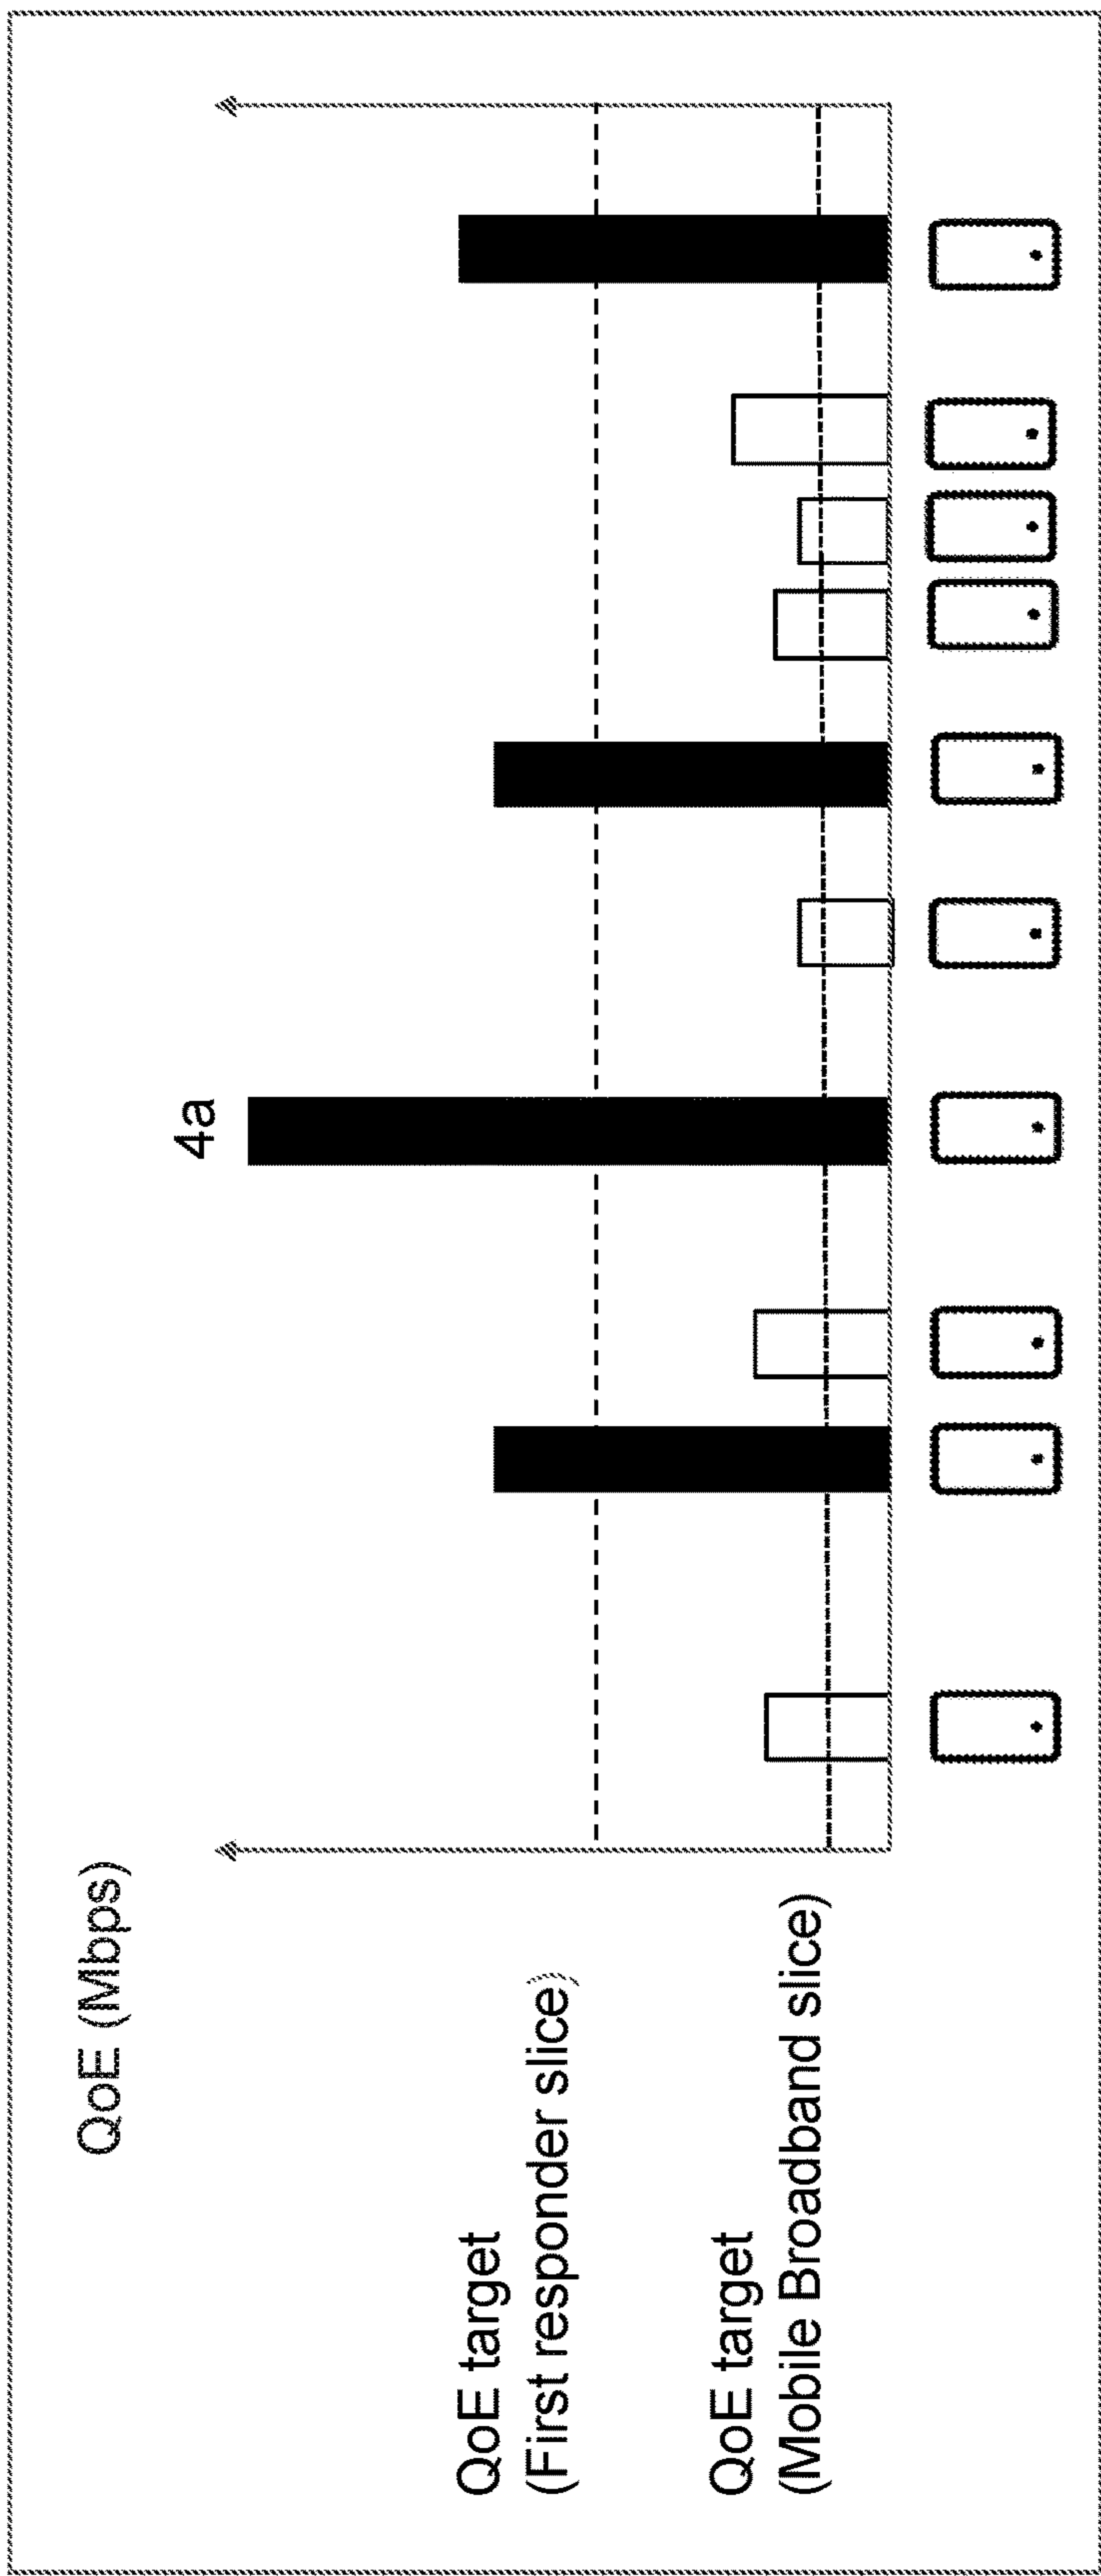 QoE (Mbps)
4a
QoE target
(First responder slice)
QoE target
(Mobile Broadband slice)